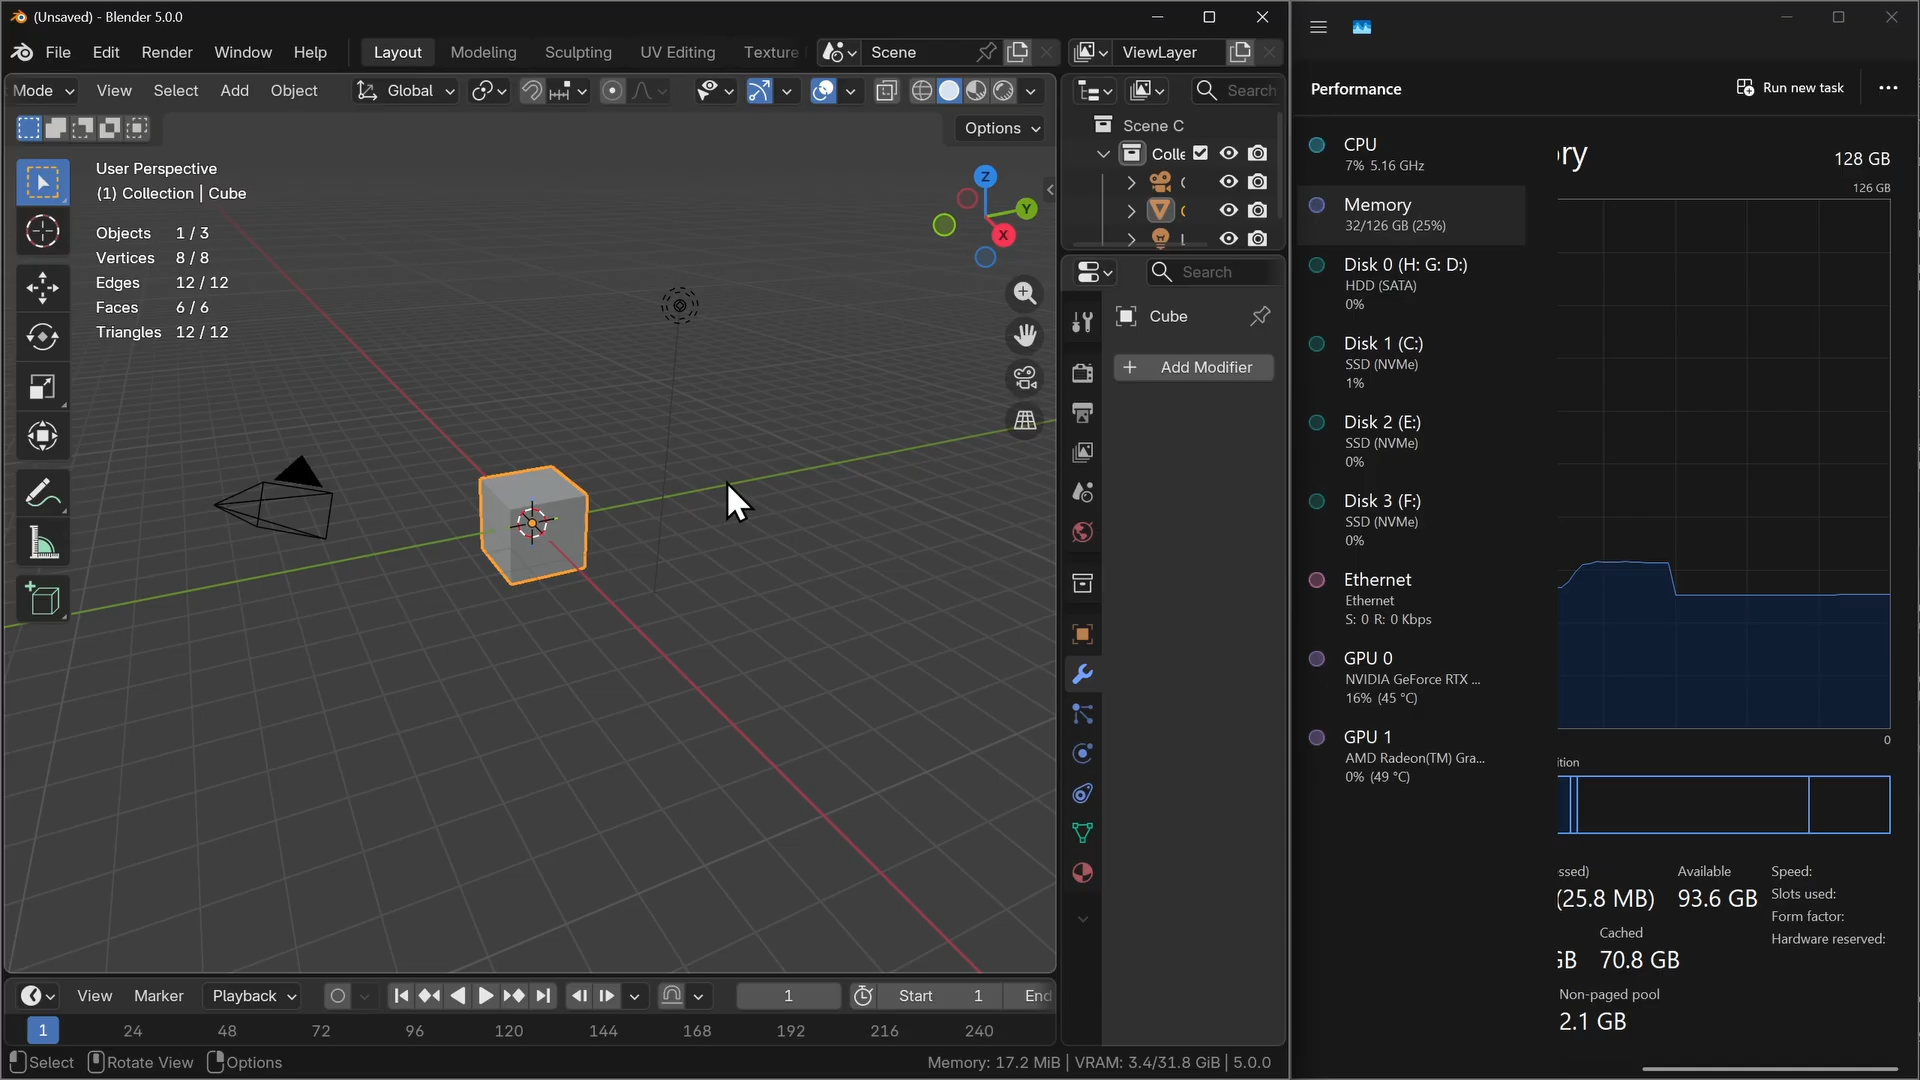 (Unsaved) - Blender 5.0.0
File Edit Render Window Help
Layout Modeling Sculpting UV Editing Texture
Scene
ViewLayer
Mode View Select Add Object
Global
Search
Options
Scene C
Colle
User Perspective
(1) Collection | Cube
Objects 1 / 3
Vertices 8 / 8
Edges 12 / 12
Faces 6 / 6
Triangles 12 / 12
Z
Y
X
Search
Cube
+ Add Modifier
View Marker Playback
1
Start 1
End
1 24 48 72 96 120 144 168 192 216 240
Select Rotate View Options
Memory: 17.2 MiB | VRAM: 3.4/31.8 GiB | 5.0.0
Performance
Run new task
CPU
7% 5.16 GHz
Memory
32/126 GB (25%)
Disk 0 (H: G: D:)
HDD (SATA)
0%
Disk 1 (C:)
SSD (NVMe)
1%
Disk 2 (E:)
SSD (NVMe)
0%
Disk 3 (F:)
SSD (NVMe)
0%
Ethernet
Ethernet
S: 0 R: 0 Kbps
GPU 0
NVIDIA GeForce RTX ...
16% (45 °C)
GPU 1
AMD Radeon(TM) Gra...
0% (49 °C)
ry
128 GB
126 GB
0
ition
ssed)
(25.8 MB)
Available
93.6 GB
Speed:
Slots used:
Form factor:
Hardware reserved:
Cached
GB 70.8 GB
Non-paged pool
2.1 GB